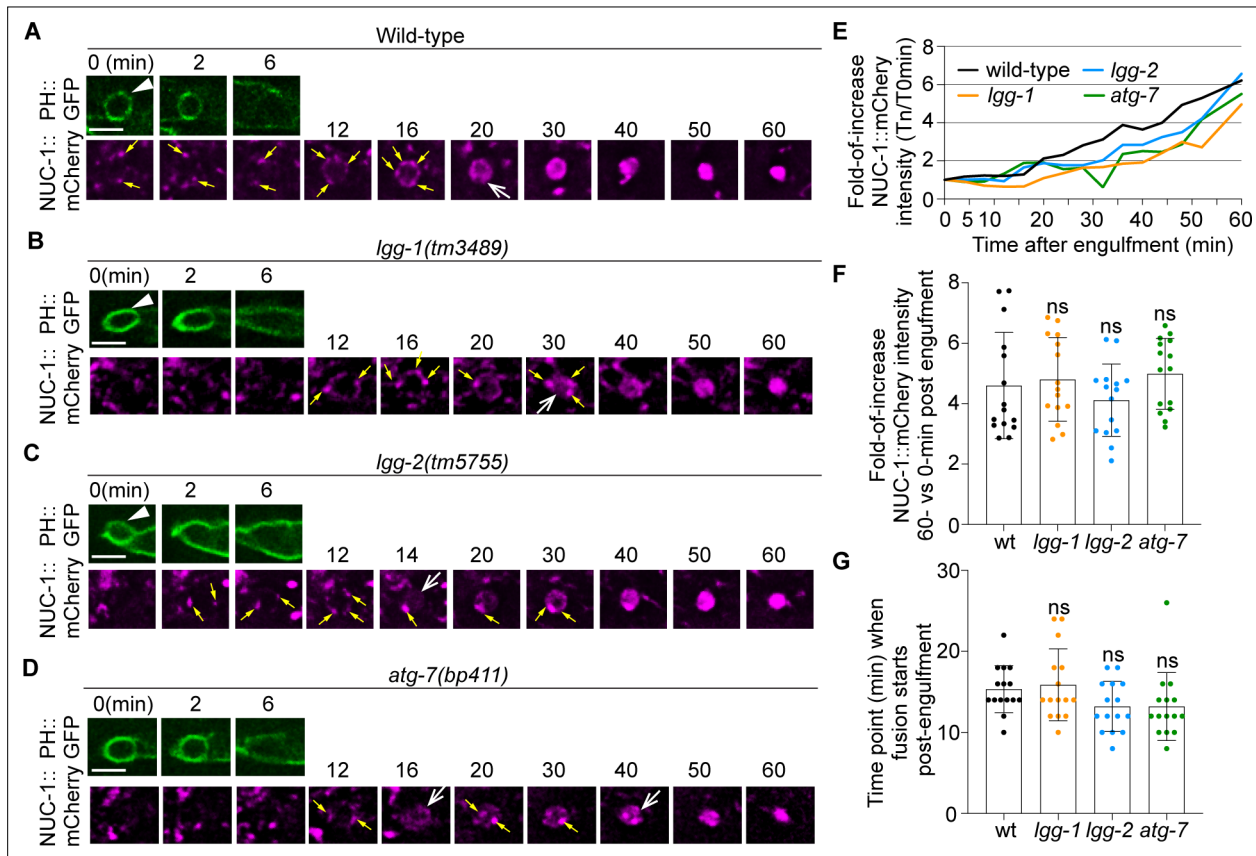 A
Wild-type
0 (min) 2 6
PH::
GFP
12 16 20 30 40 50 60
NUC-1::
mCherry
B
lgg-1(tm3489)
0(min) 2 6
PH::
GFP
12 16 20 30 40 50 60
NUC-1::
mCherry
C
lgg-2(tm5755)
0(min) 2 6
PH::
GFP
12 14 20 30 40 50 60
NUC-1::
mCherry
D
atg-7(bp411)
0(min) 2 6
PH::
GFP
12 16 20 30 40 50 60
NUC-1::
mCherry
E
Fold-of-increase
NUC-1::mChery
intensity (Tn/T0min)
8
6
4
2
0
wild-type lgg-2
lgg-1 atg-7
0 5 10 20 30 40 50 60
Time after engulfment (min)
F
Fold-of-increase
NUC-1::mCherry intensity
60- vs 0-min post engufment
8
6
4
2
0
ns ns ns
wt lgg-1 lgg-2 atg-7
G
Time point (min) when
fusion starts
post-engulfment
30
20
10
0
ns ns ns
wt lgg-1 lgg-2 atg-7